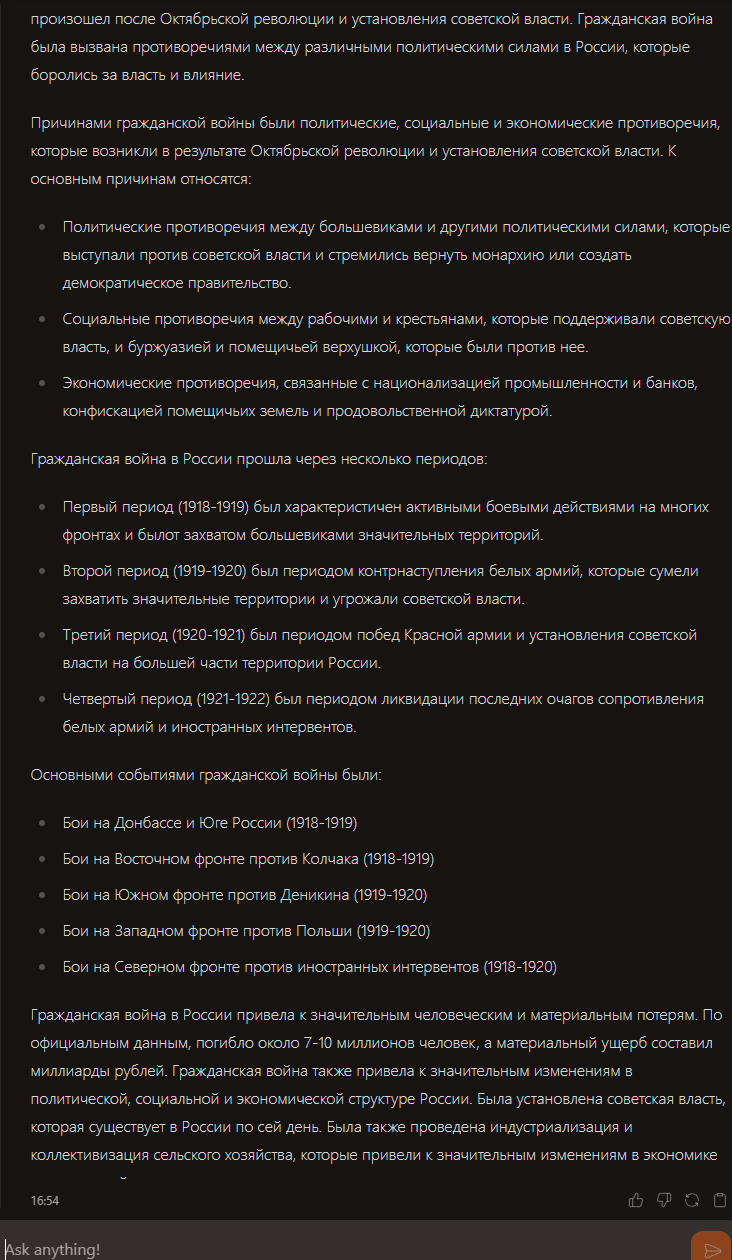 произошел после Октябрьской революции и установления советской власти. Гражданская война
была вызвана противоречиями между различными политическими силами в России, которые
боролись за власть и влияние.
Причинами гражданской войны были политические, социальные и экономические противоречия,
которые возникли в результате Октябрьской революции и установления советской власти. К
основным причинам относятся:
Политические противоречия между большевиками и другими политическими силами, которые
выступали против советской власти и стремились вернуть монархию или создать
демократическое правительство.
Социальные противоречия между рабочими и крестьянами, которые поддерживали советскую
власть, и буржуазией и помещичьей верхушкой, которые были против нее.
Экономические противоречия, связанные с национализацией промышленности и банков,
конфискацией помещичьих земель и продовольственной диктатурой.
Гражданская война в России прошла через несколько периодов:
Первый период (1918-1919) был характеристичен активными боевыми действиями на многих
фронтах и былот захватом большевиками значительных территорий.
Второй период (1919-1920) был периодом контрнаступления белых армий, которые сумели
захватить значительные территории и угрожали советской власти.
Третий период (1920-1921) был периодом побед Красной армии и установления советской
власти на большей части территории России.
Четвертый период (1921-1922) был периодом ликвидации последних очагов сопротивления
белых армий и иностранных интервентов.
Основными событиями гражданской войны были:
Бои на Донбассе и Юге России (1918-1919)
Бои на Восточном фронте против Колчака (1918-1919)
Бои на Южном фронте против Деникина (1919-1920)
Бои на Западном фронте против Польши (1919-1920)
Бои на Северном фронте против иностранных интервентов (1918-1920)
Гражданская война в России привела к значительным человеческим и материальным потерям. По
официальным данным, погибло около 7-10 миллионов человек, а материальный ущерб составил
миллиарды рублей. Гражданская война также привела к значительным изменениям в
политической, социальной и экономической структуре России. Была установлена советская власть,
которая существует в России по сей день. Была также проведена индустриализация и
коллективизация сельского хозяйства, которые привели к значительным изменениям в экономике
16:54
Ask anything!